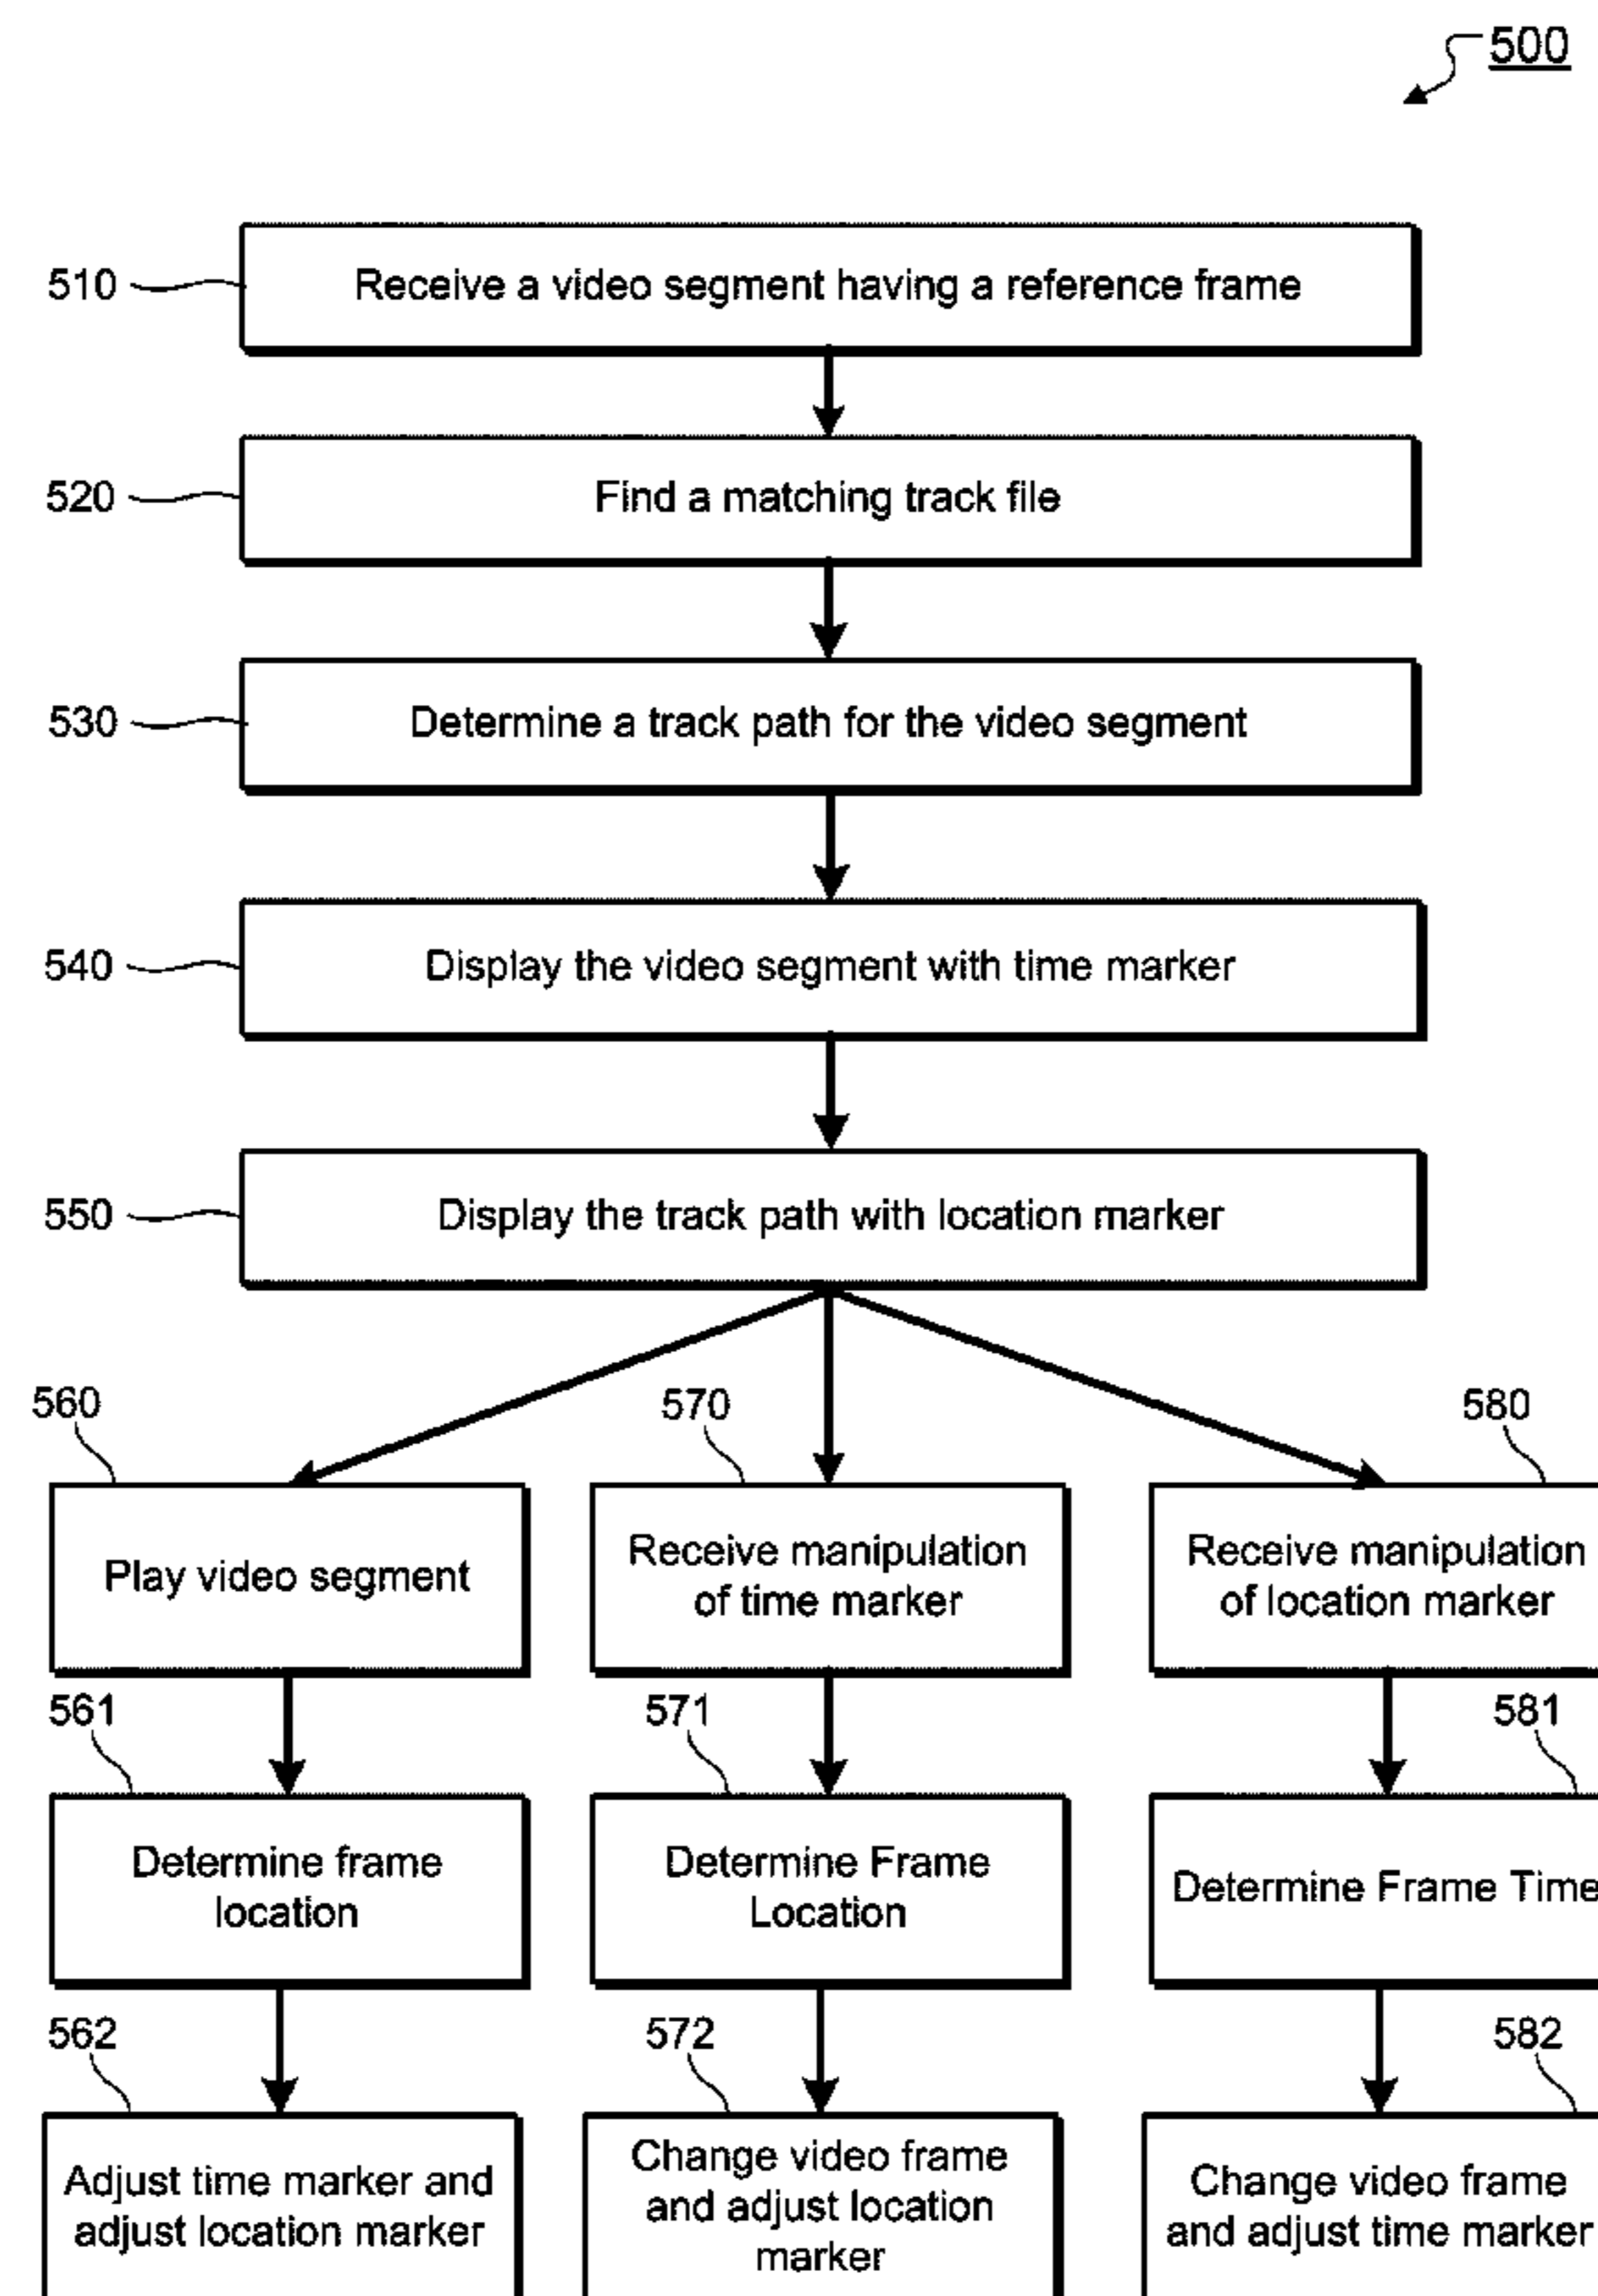 500
510
Receive a video segment having a reference frame
520
Find a matching track file
530
Determine a track path for the video segment
540
Display the video segment with time marker
550
Display the track path with location marker
560
570
580
Play video segment
Receive manipulation
of time marker
Receive manipulation
of location marker
561
571
581
Determine frame
location
Determine Frame
Location
Determine Frame Time
562
572
582
Adjust time marker and
adjust location marker
Change video frame
and adjust location
marker
Change video frame
and adjust time marker